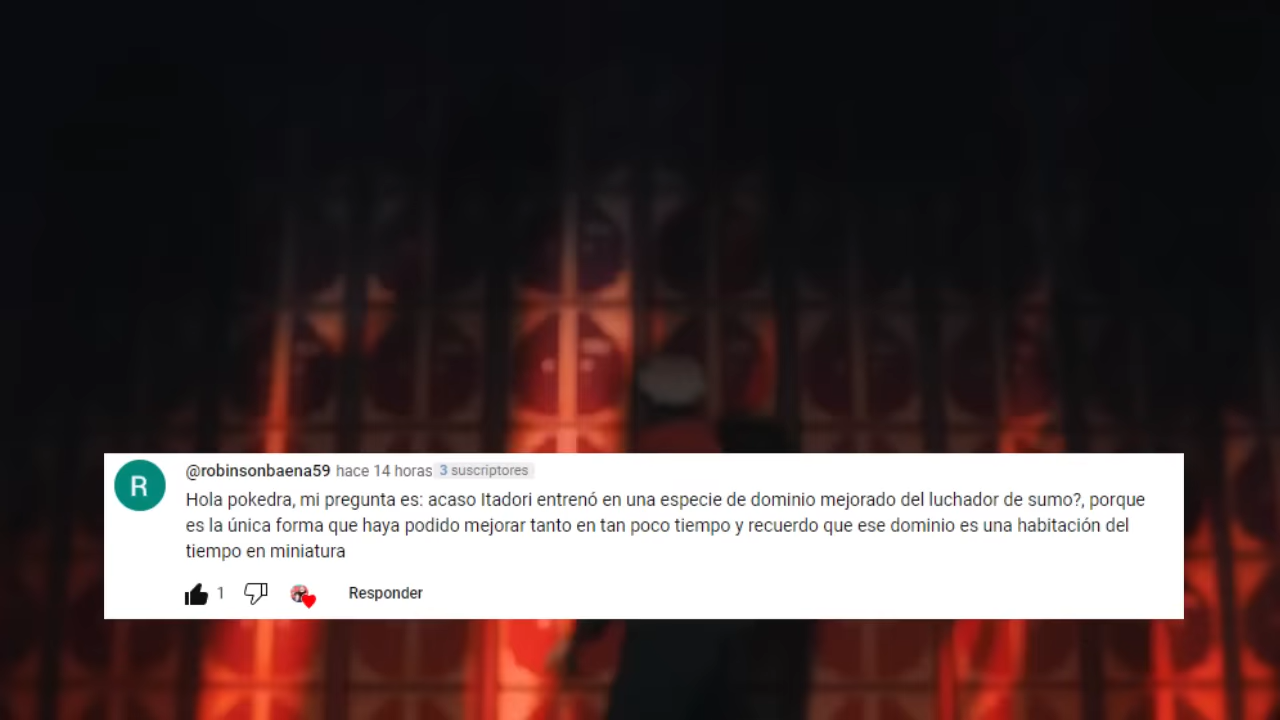 @robinsonbaena59 hace 14 horas 3 suscriptores
R
Hola pokedra, mi pregunta es: acaso Itadori entrenó en una especie de dominio mejorado del luchador de sumo?, porque
es la única forma que haya podido mejorar tanto en tan poco tiempo y recuerdo que ese dominio es una habitación del
tiempo en miniatura
1 Responder